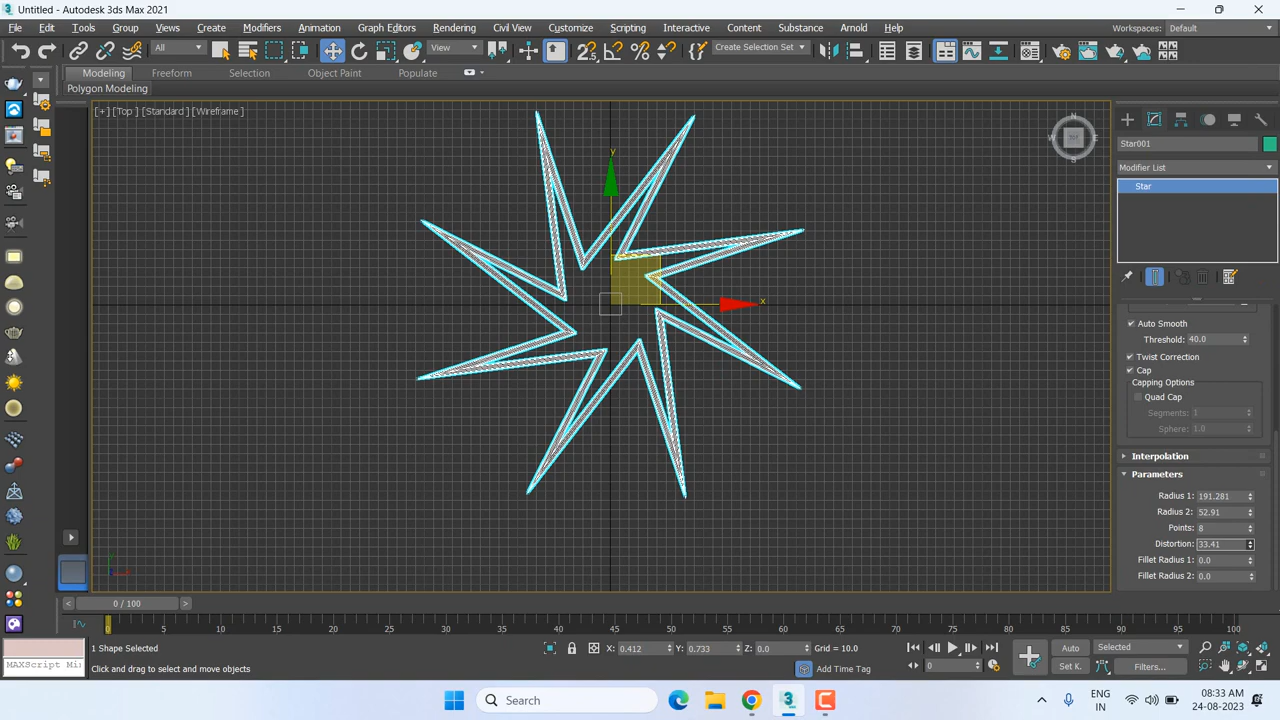 Untitled - Autodesk 3ds Max 2021
File Edit Tools Group Views Create Modifiers Animation Graph Editors Rendering Civil View Customize Scripting Interactive Content Substance Arnold Help
Workspaces: Default
All
View
Create Selection Set
Modeling Freeform Selection Object Paint Populate
Polygon Modeling
[+] [Top ] [Standard ] [Wireframe ]
N
W E
S
y
x
Star001
Modifier List
Star
Auto Smooth
Threshold: 40.0
Twist Correction
Cap
Capping Options
Quad Cap
Segments: 1
Sphere: 1.0
Interpolation
Parameters
Radius 1: 191.281
Radius 2: 52.91
Points: 8
Distortion: 33.41
Fillet Radius 1: 0.0
Fillet Radius 2: 0.0
0 / 100
0 5 10 15 20 25 30 35 40 45 50 55 60 65 70 75 80 85 90 95 100
1 Shape Selected
X: 0.412 Y: 0.733 Z: 0.0 Grid = 10.0
Auto Selected
MAXScript Mi
Click and drag to select and move objects
Add Time Tag
0
Set K. Filters...
Search
ENG
IN
08:33 AM
24-08-2023